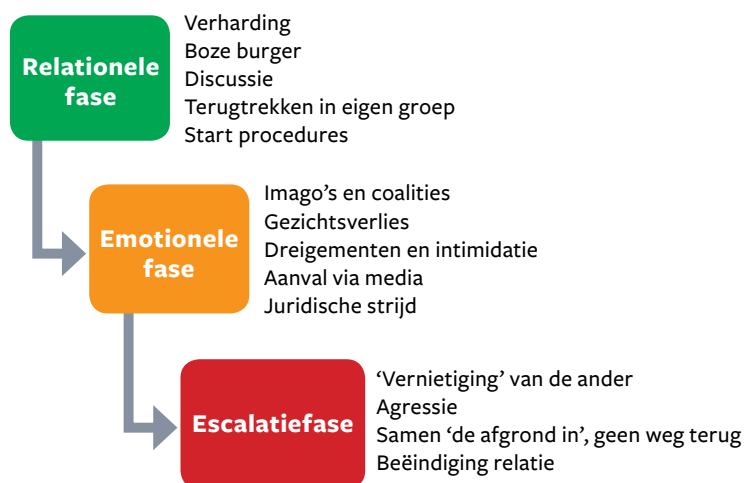 Relationele
fase
Verharding
Boze burger
Discussie
Terugtrekken in eigen groep
Start procedures
Emotionele
fase
Imago’s en coalities
Gezichtsverlies
Dreigementen en intimidatie
Aanval via media
Juridische strijd
Escalatiefase
‘Vernietiging’ van de ander
Agressie
Samen ‘de afgrond in’, geen weg terug
Beëindiging relatie